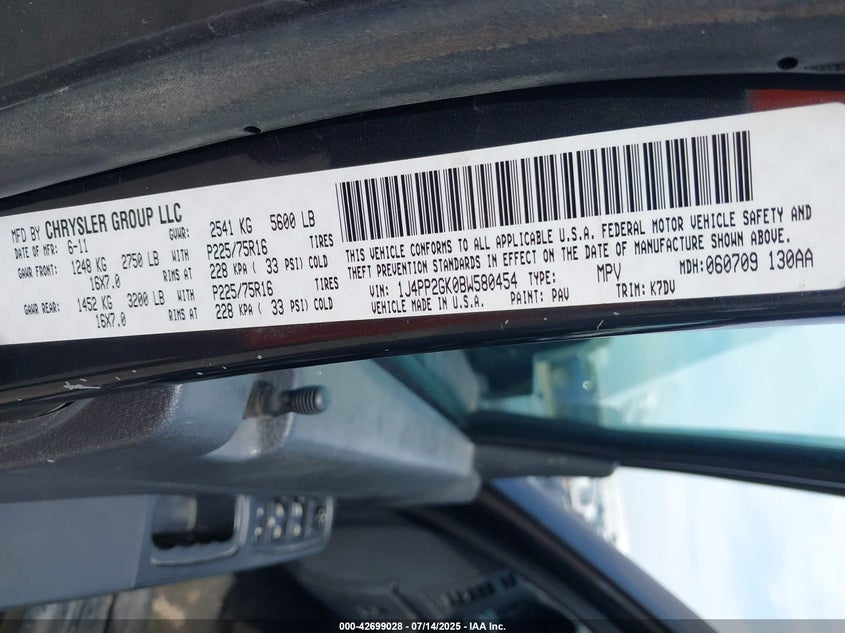 MFD BY CHRYSLER GROUP LLC
DATE OF MFR: 6-11 GVWR: 2541 KG 5600 LB
GAWR FRONT: 1248 KG 2750 LB WITH P225/75R16 TIRES
16X7.0 RIMS AT 228 KPA ( 33 PSI) COLD
GAWR REAR: 1452 KG 3200 LB WITH P225/75R16 TIRES
16X7.0 RIMS AT 228 KPA ( 33 PSI) COLD
THIS VEHICLE CONFORMS TO ALL APPLICABLE U.S.A. FEDERAL MOTOR VEHICLE SAFETY AND
THEFT PREVENTION STANDARDS IN EFFECT ON THE DATE OF MANUFACTURE SHOWN ABOVE.
VIN: 1J4PP2GK0BW580454 TYPE: MPV MDH:060709 130AA
VEHICLE MADE IN U.S.A. PAINT: PAV TRIM: K7DV
000-42699028 - 07/14/2025 - IAA Inc.